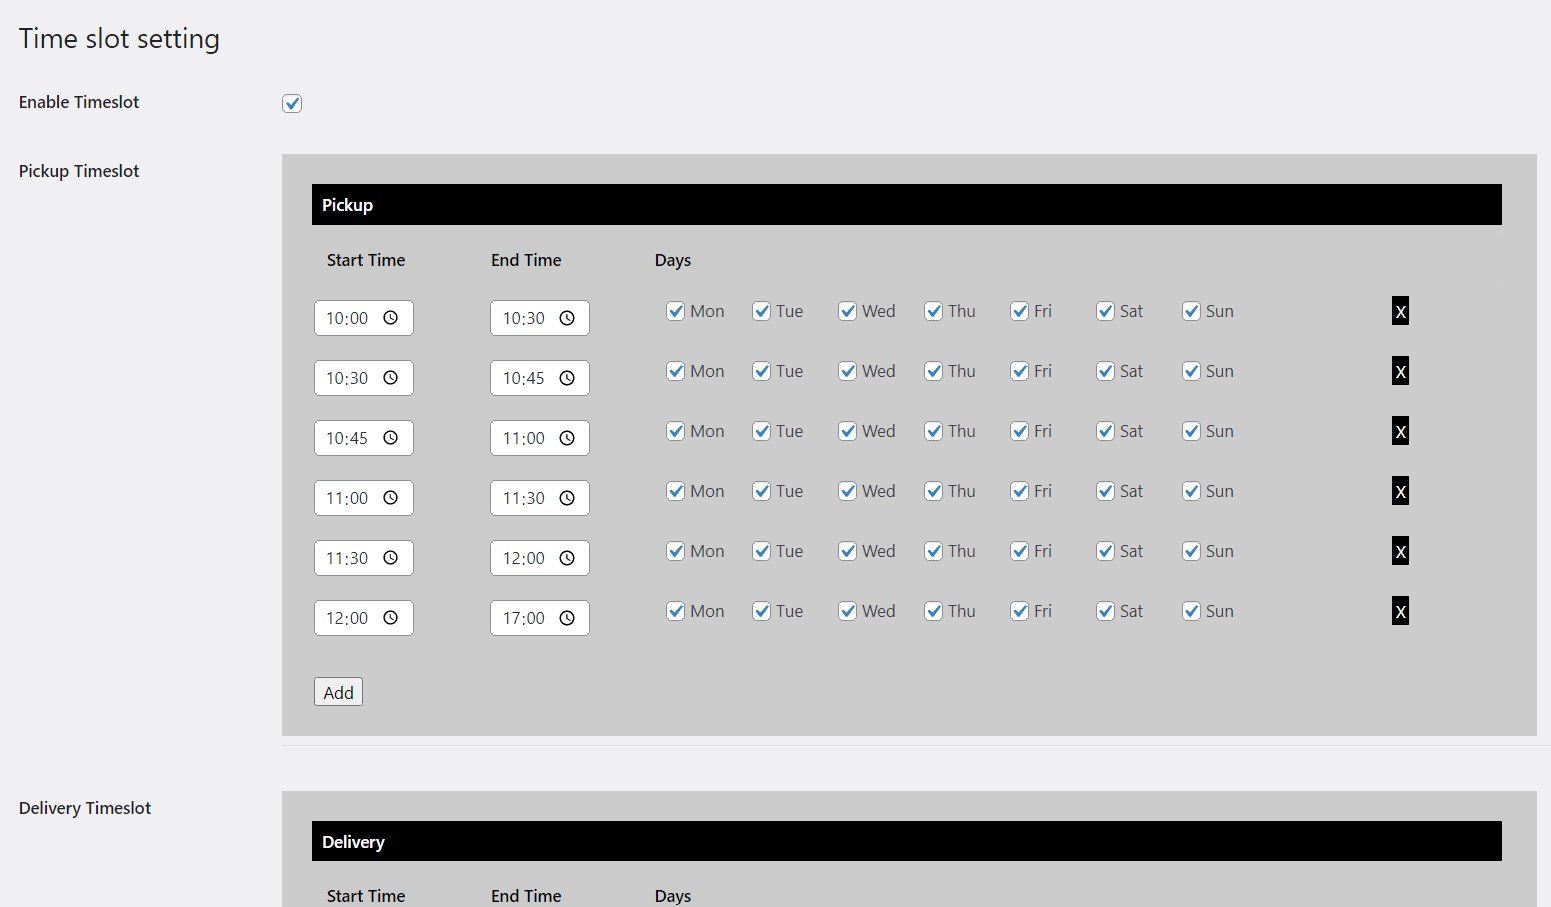 Time slot setting
Enable Timeslot
Pickup Timeslot
Pickup
Start Time End Time Days
10:00 10:30 Mon Tue Wed Thu Fri Sat Sun X
10:30 10:45 Mon Tue Wed Thu Fri Sat Sun X
10:45 11:00 Mon Tue Wed Thu Fri Sat Sun X
11:00 11:30 Mon Tue Wed Thu Fri Sat Sun X
11:30 12:00 Mon Tue Wed Thu Fri Sat Sun X
12:00 17:00 Mon Tue Wed Thu Fri Sat Sun X
Add
Delivery Timeslot
Delivery
Start Time End Time Days